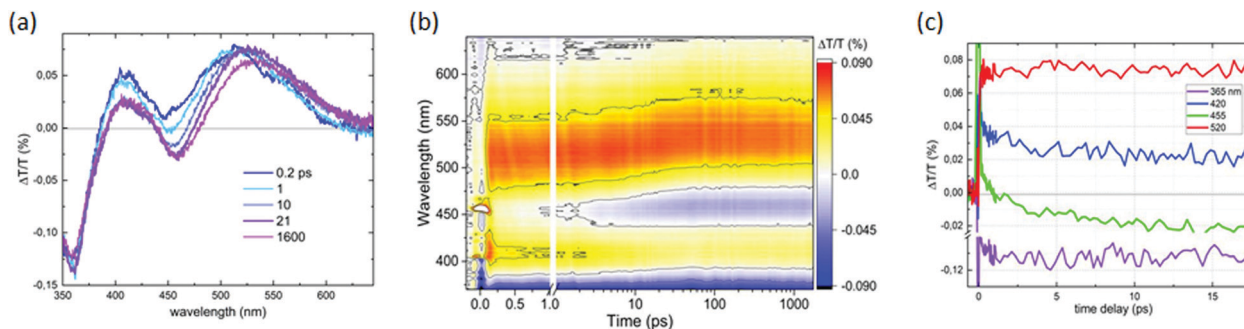 (a)
ΔT/T (%)
0,05
0,00
-0,05
-0,10
-0,15
0.2 ps
1
10
21
1600
350 400 450 500 550 600
wavelength (nm)
(b)
Wavelength (nm)
600
550
500
450
400
0.0 0.5 1.0 10 100 1000
Time (ps)
ΔT/T (%)
0.090
0.045
0.0
-0.045
-0.090
(c)
ΔT/T (%)
0,08
0,06
0,04
0,02
0,00
-0,02
-0,12
365 nm
420
455
520
0 5 10 15
time delay (ps)